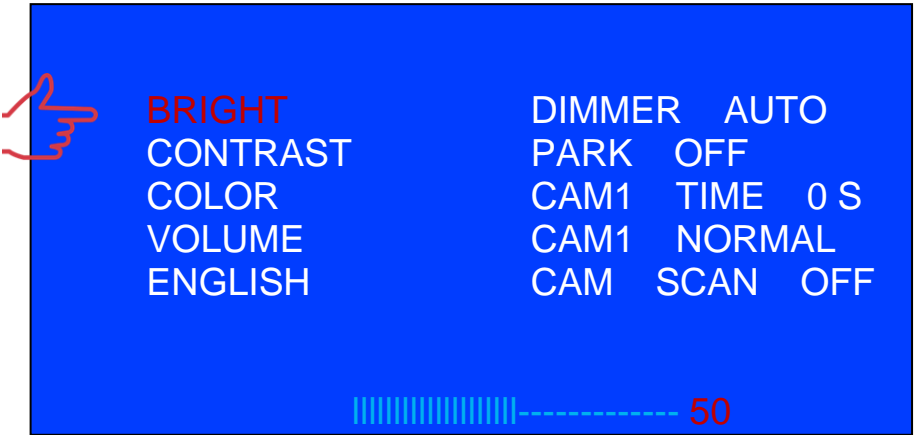 BRIGHT DIMMER AUTO
CONTRAST PARK OFF
COLOR CAM1 TIME 0 S
VOLUME CAM1 NORMAL
ENGLISH CAM SCAN OFF
||||||||||||||||||||------------- 50